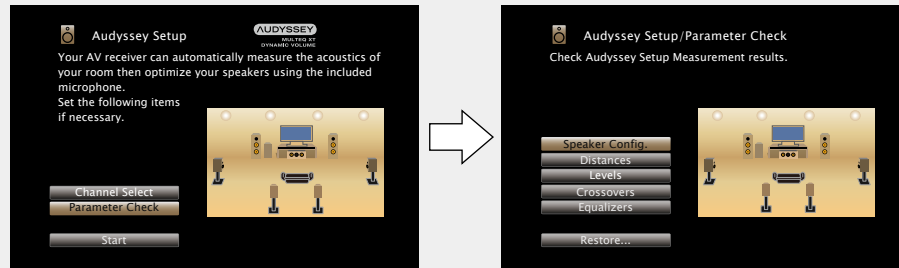 Audyssey Setup
AUDYSSEY
MULTEQ XT
DYNAMIC VOLUME
Your AV receiver can automatically measure the acoustics of
your room then optimize your speakers using the included
microphone.
Set the following items
if necessary.
Channel Select
Parameter Check
Start
Audyssey Setup/Parameter Check
Check Audyssey Setup Measurement results.
Speaker Config.
Distances
Levels
Crossovers
Equalizers
Restore...